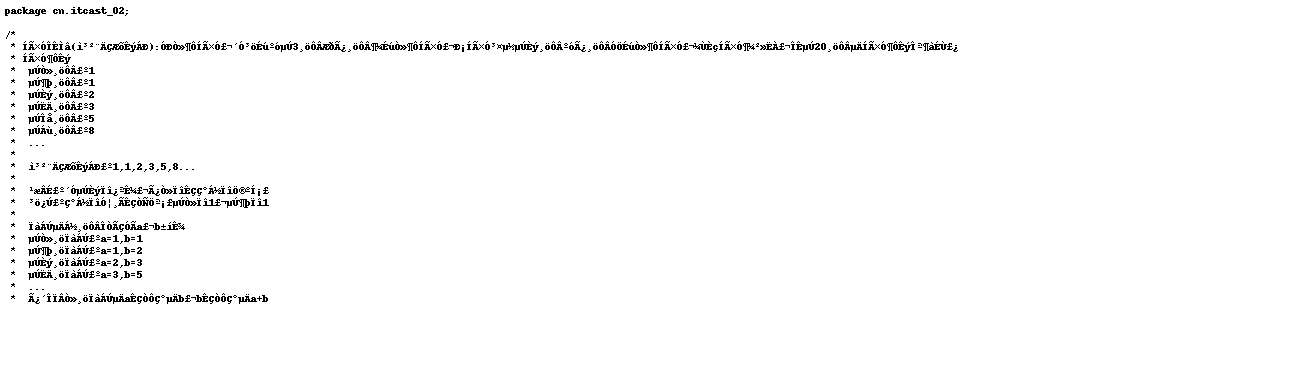 package cn.itcast_02;
/*
* ÍÃ×ÓÎÊÌâ(ì³²¨ÄÇÆõÊýÁÐ):ÓÐÒ»¶ÔÍÃ×Ó£¬´Ó³öÉúºóµÚ3¸öÔÂÆðÃ¿¸öÔÂ¶¼ÉúÒ»¶ÔÍÃ×Ó£¬Ð¡ÍÃ×Ó³¤µ½µÚÈý¸öÔÂºóÃ¿¸öÔÂÓÖÉúÒ»¶ÔÍÃ×Ó£¬¼ÙÈçÍÃ×Ó¶¼²»ËÀ£¬ÎÊµÚ20¸öÔÂµÄÍÃ×Ó¶ÔÊýÎª¶àÉÙ£¿
* ÍÃ×Ó¶ÔÊý
* µÚÒ»¸öÔÂ£º1
* µÚ¶þ¸öÔÂ£º1
* µÚÈý¸öÔÂ£º2
* µÚËÄ¸öÔÂ£º3
* µÚÎå¸öÔÂ£º5
* µÚÁù¸öÔÂ£º8
* ...
*
* ì³²¨ÄÇÆõÊýÁÐ£º1,1,2,3,5,8...
*
* ¹æÂÉ£º´ÓµÚÈýÏî¿ªÊ¼£¬Ã¿Ò»ÏîÊÇÇ°Á½ÏîÖ®ºÍ¡£
* ³ö¿Ú£ºÇ°Á½ÏîÓ¦¸ÃÊÇÒÑÖª¡£µÚÒ»Ïî1£¬µÚ¶þÏî1
*
* ÏàÁÚµÄÁ½¸öÔÂÎÒÃÇÓÃa£¬b±íÊ¾
* µÚÒ»¸öÏàÁÚ£ºa=1,b=1
* µÚ¶þ¸öÏàÁÚ£ºa=1,b=2
* µÚÈý¸öÏàÁÚ£ºa=2,b=3
* µÚËÄ¸öÏàÁÚ£ºa=3,b=5
* ...
* Ã¿´ÎÏÂÒ»¸öÏàÁÚµÄaÊÇÒÔÇ°µÄb£¬bÊÇÒÔÇ°µÄa+b